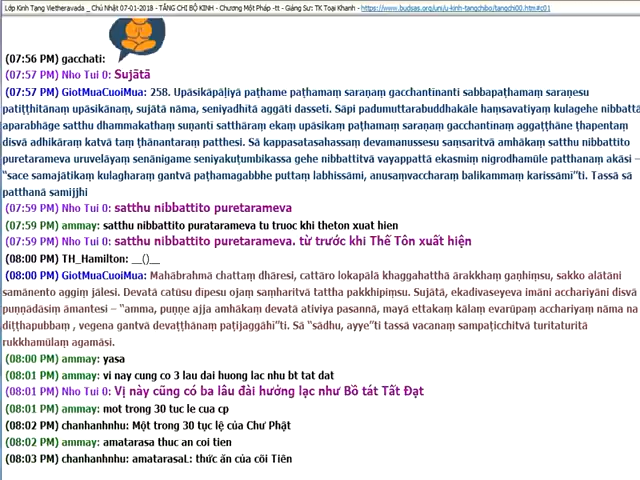 Lớp Kinh Tạng Vietheravada _ Chủ Nhật 07-01-2018 - TĂNG CHI BỘ KINH - Chương Một Pháp -tt - Giảng Sư: TK Toại Khanh - https://www.budsas.org/uni/u-kinh-tangchibo/tangchi00.htm#c01
(07:56 PM) gacchati:
(07:57 PM) Nho Tui 0: Sujātā
(07:57 PM) GiotMuaCuoiMua: 258. Upāsikāpāḷiyā paṭhame paṭhamaṃ saraṇaṃ gacchantīnanti sabbapaṭhamaṃ saraṇesu
patiṭṭhitānaṃ upāsikānaṃ, sujātā nāma, seniyadhītā aggāti dasseti. Sāpi padumuttarabuddhakāle haṃsavatiyaṃ kulagehe nibbattā
aparabhāge satthu dhammakathaṃ suṇantī satthāraṃ ekaṃ upāsikaṃ paṭhamaṃ saraṇaṃ gacchantīnaṃ aggaṭṭhāne ṭhapentaṃ
disvā adhikāraṃ katvā taṃ ṭhānantaraṃ patthesi. Sā kappasatasahassaṃ devamanussesu saṃsaritvā amhākaṃ satthu nibbattito
puretarameva uruvelāyaṃ senānigame seniyakuṭumbikassa gehe nibbattitvā vayappattā ekasmiṃ nigrodhamūle patthanaṃ akāsi –
“sace samajātikaṃ kulagharaṃ gantvā paṭhamagabbhe puttaṃ labhissāmi, anusaṃvaccharaṃ balikammaṃ karissāmī”ti. Tassā sā
patthanā samijjhi
(07:59 PM) Nho Tui 0: satthu nibbattito puretarameva
(07:59 PM) ammay: satthu nibbattito puratarameva tu truoc khi theton xuat hien
(07:59 PM) Nho Tui 0: satthu nibbattito puretarameva. từ trước khi Thế Tôn xuất hiện
(08:00 PM) TH_Hamilton: __()__
(08:00 PM) GiotMuaCuoiMua: Mahābrahmā chattaṃ dhāresi, cattāro lokapālā khaggahatthā ārakkhaṃ gaṇhiṃsu, sakko alātāni
samānento aggiṃ jālesi. Devatā catūsu dīpesu ojaṃ saṃharitvā tattha pakkhipiṃsu. Sujātā, ekadivaseyeva imāni acchariyāni disvā
puṇṇadāsiṃ āmantesi – “amma, puṇṇe ajja amhākaṃ devatā ativiya pasannā, mayā ettakaṃ kālaṃ evarūpaṃ acchariyaṃ nāma na
diṭṭhapubbaṃ , vegena gantvā devaṭṭhānaṃ paṭijaggāhī”ti. Sā “sādhu, ayye”ti tassā vacanaṃ sampaṭicchitvā turitaturitā
rukkhamūlaṃ agamāsi.
(08:00 PM) ammay: yasa
(08:01 PM) ammay: vi nay cung co 3 lau dai huong lac nhu bt tat dat
(08:01 PM) Nho Tui 0: Vị này cũng có ba lâu đài hưởng lạc như Bồ tát Tất Đạt
(08:01 PM) ammay: mot trong 30 tuc le cua cp
(08:02 PM) chanhanhnhu: Một trong 30 tục lệ của Chư Phật
(08:02 PM) ammay: amatarasa thuc an coi tien
(08:03 PM) chanhanhnhu: amatarasaL: thức ăn của cõi Tiên